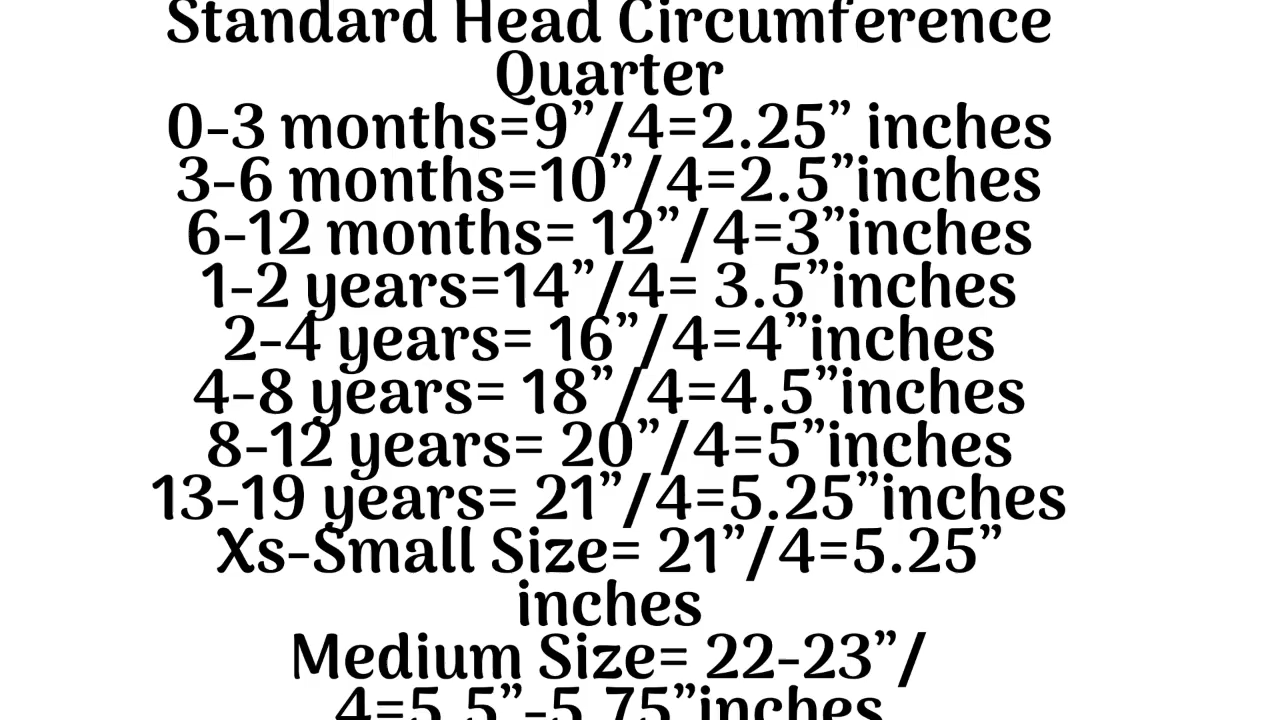 Standard Head Circumference
Quarter
0-3 months=9”/4=2.25” inches
3-6 months=10”/4=2.5”inches
6-12 months= 12”/4=3”inches
1-2 years=14”/4= 3.5”inches
2-4 years= 16”/4=4”inches
4-8 years= 18”/4=4.5”inches
8-12 years= 20”/4=5”inches
13-19 years= 21”/4=5.25”inches
Xs-Small Size= 21”/4=5.25”
inches
Medium Size= 22-23”/
4=5.5”-5.75”inches